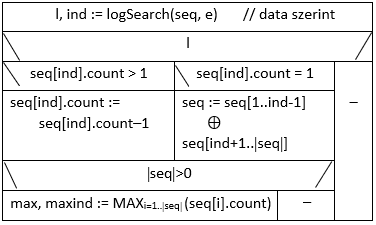 l, ind := logSearch(seq, e) // data szerint
l
seq[ind].count > 1
seq[ind].count = 1
seq[ind].count :=
seq[ind].count–1
seq := seq[1..ind-1]
⊕
seq[ind+1..|seq|]
–
|seq|>0
max, maxind := MAXi=1..|seq|(seq[i].count)
–